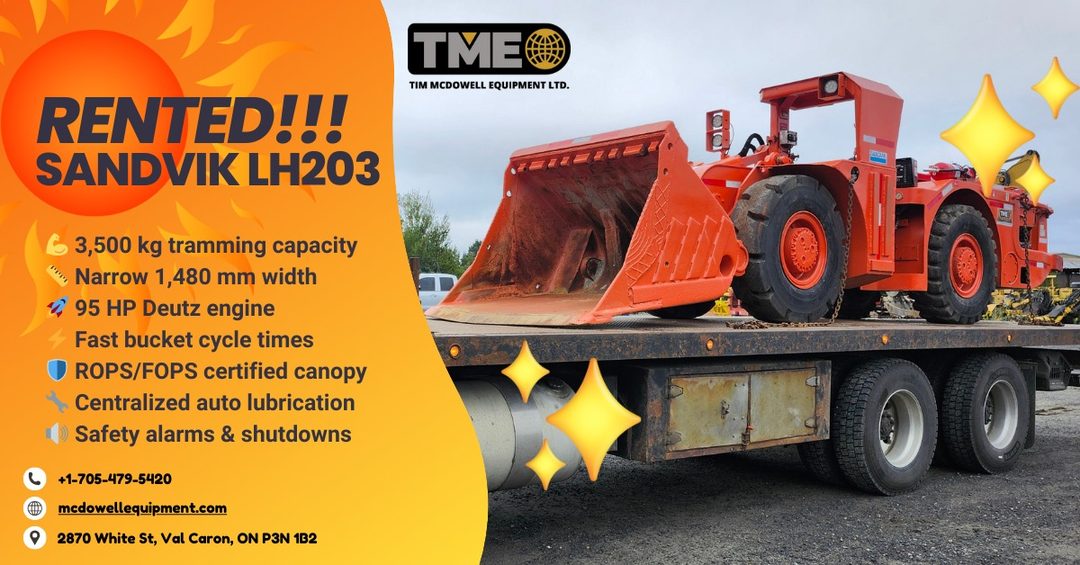 TME
TIM MCDOWELL EQUIPMENT LTD.
RENTED!!!
SANDVIK LH203
3,500 kg tramming capacity
Narrow 1,480 mm width
95 HP Deutz engine
Fast bucket cycle times
ROPS/FOPS certified canopy
Centralized auto lubrication
Safety alarms & shutdowns
+1-705-479-5420
mcdowellequipment.com
2870 White St, Val Caron, ON P3N 1B2